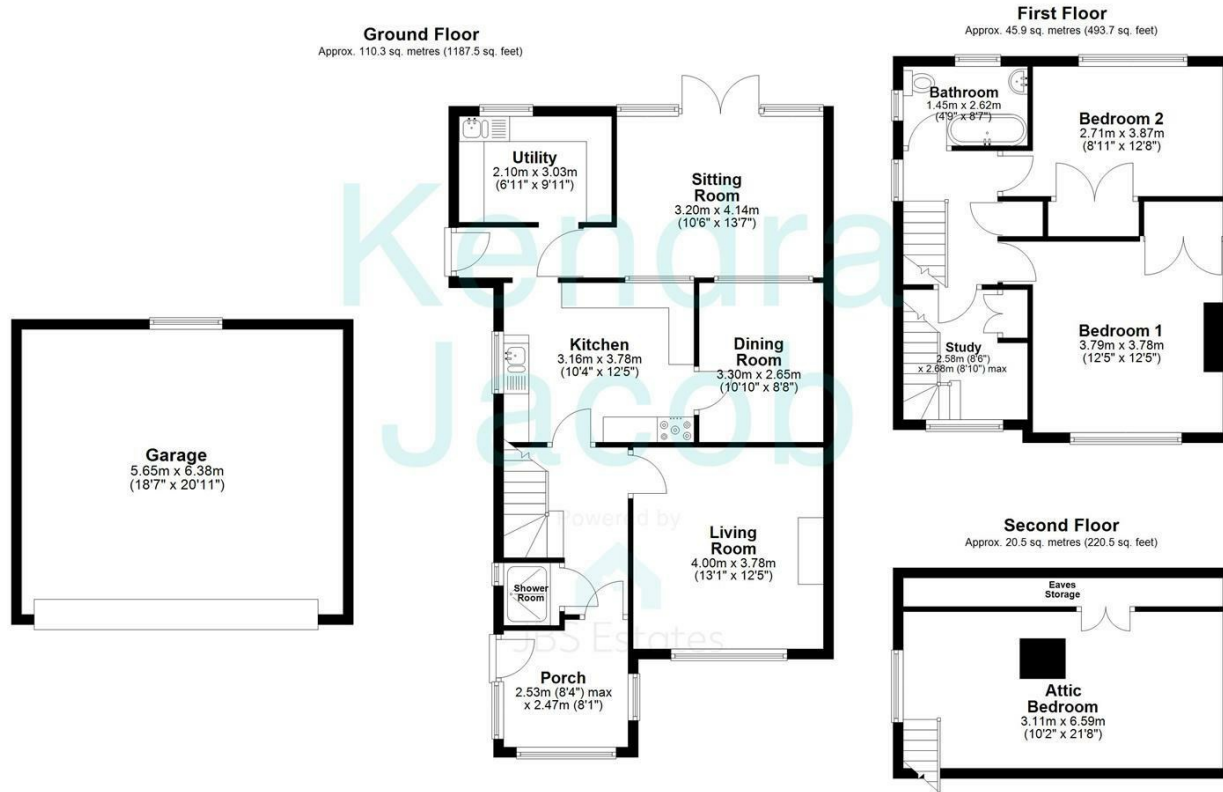 Ground Floor
Approx. 110.3 sq. metres (1187.5 sq. feet)
Utility
2.10m x 3.03m
(6'11" x 9'11")
Sitting
Room
3.20m x 4.14m
(10'6" x 13'7")
Kitchen
3.16m x 3.78m
(10'4" x 12'5")
Dining
Room
3.30m x 2.65m
(10'10" x 8'8")
Garage
5.65m x 6.38m
(18'7" x 20'11")
Living
Room
4.00m x 3.78m
(13'1" x 12'5")
Shower
Room
Porch
2.53m (8'4") max
x 2.47m (8'1")
First Floor
Approx. 45.9 sq. metres (493.7 sq. feet)
Bathroom
1.45m x 2.62m
(4'9" x 8'7")
Bedroom 2
2.71m x 3.87m
(8'11" x 12'8")
Bedroom 1
3.79m x 3.78m
(12'5" x 12'5")
Study
2.58m (8'6")
x 2.68m (8'10") max
Second Floor
Approx. 20.5 sq. metres (220.5 sq. feet)
Eaves
Storage
Attic
Bedroom
3.11m x 6.59m
(10'2" x 21'8")
Kendra
Jacob
Powered by
JBS Estates